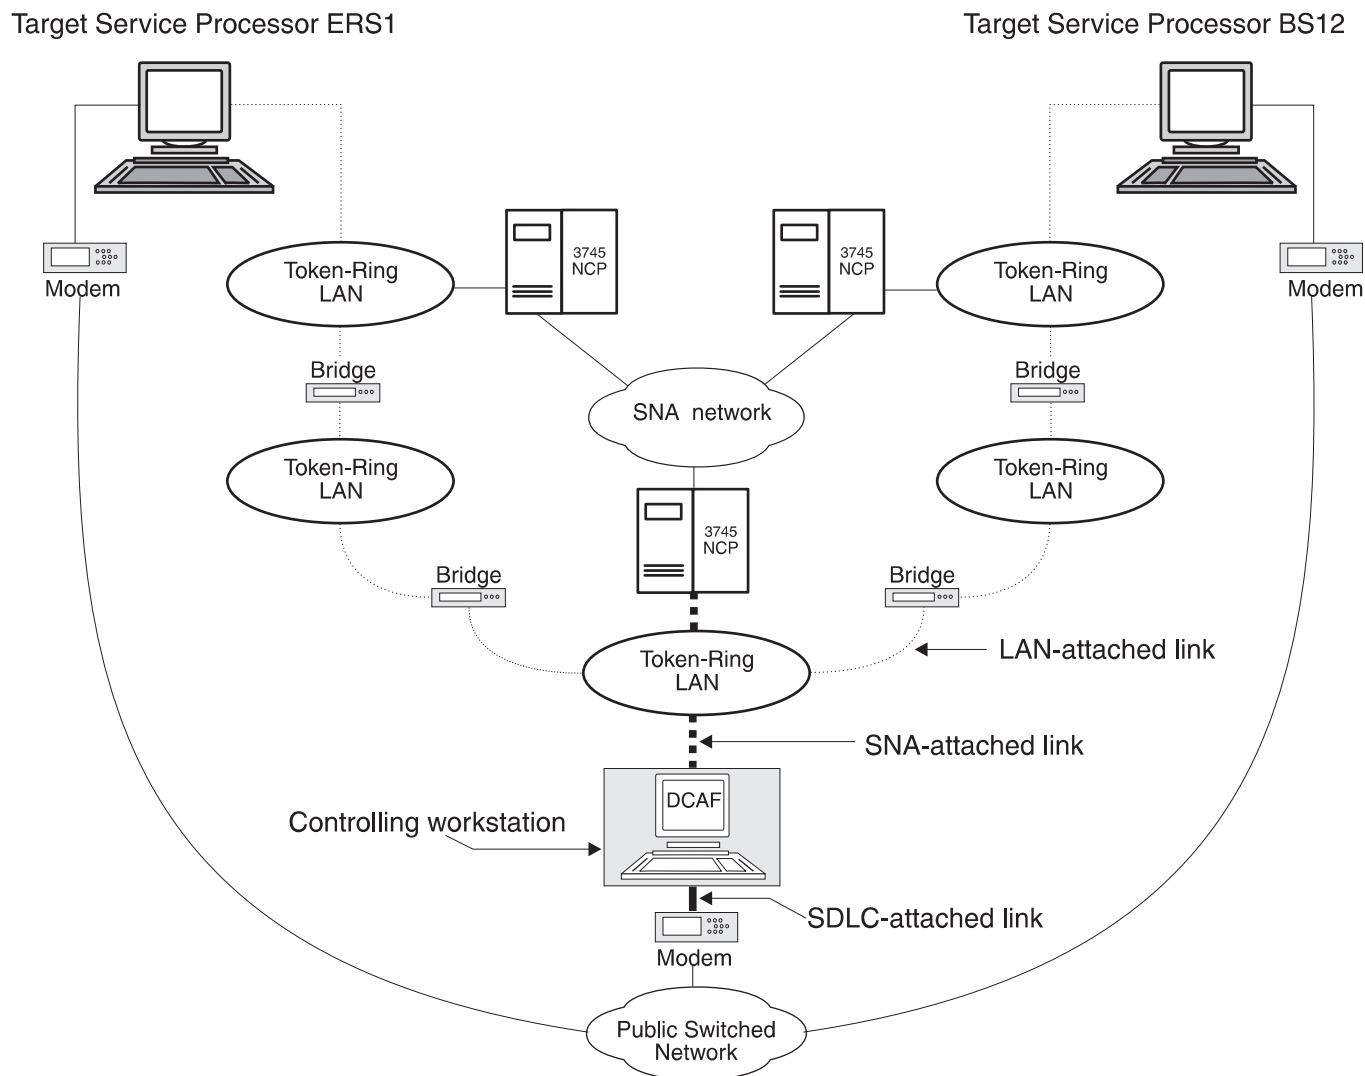 Target Service Processor ERS1
Target Service Processor BS12
3745
NCP
3745
NCP
Token-Ring
LAN
Token-Ring
LAN
Modem
Modem
Bridge
Bridge
SNA network
Token-Ring
LAN
Token-Ring
LAN
3745
NCP
Bridge
Bridge
LAN-attached link
Token-Ring
LAN
SNA-attached link
DCAF
Controlling workstation
SDLC-attached link
Modem
Public Switched
Network